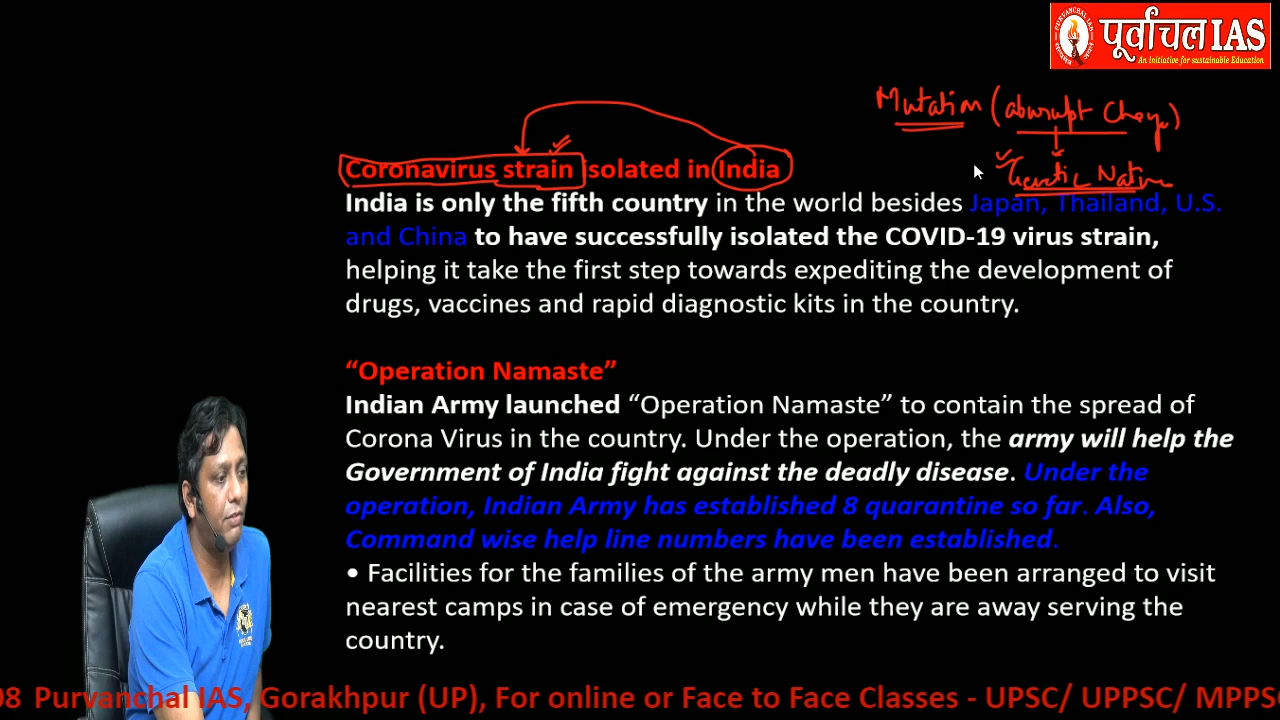 पूर्वांचल IAS
PURVANCHAL IAS
An initiative for sustainable Education
Mutation (abrupt Change)
Genetic Nature
Coronavirus strain isolated in India
India is only the fifth country in the world besides Japan, Thailand, U.S.
and China to have successfully isolated the COVID-19 virus strain,
helping it take the first step towards expediting the development of
drugs, vaccines and rapid diagnostic kits in the country.
“Operation Namaste”
Indian Army launched “Operation Namaste” to contain the spread of
Corona Virus in the country. Under the operation, the army will help the
Government of India fight against the deadly disease. Under the
operation, Indian Army has established 8 quarantine so far. Also,
Command wise help line numbers have been established.
• Facilities for the families of the army men have been arranged to visit
nearest camps in case of emergency while they are away serving the
country.
98 Purvanchal IAS, Gorakhpur (UP), For online or Face to Face Classes - UPSC/ UPPSC/ MPPS